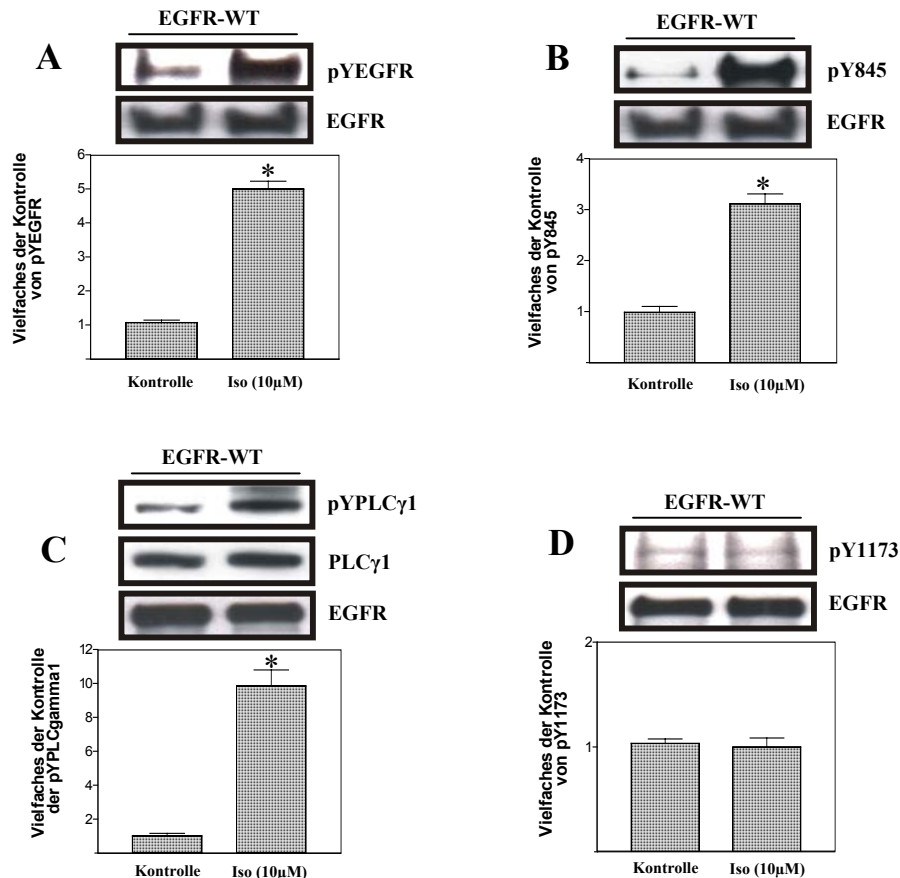 A
EGFR-WT
pYEGFR
EGFR
Vielfaches der Kontrolle
von pYEGFR
6
5
4
3
2
1
*
Kontrolle
Iso (10µM)
B
EGFR-WT
pY845
EGFR
Vielfaches der Kontrolle
von pY845
4
3
2
1
*
Kontrolle
Iso (10µM)
C
EGFR-WT
pYPLCγ1
PLCγ1
EGFR
Vielfaches der Kontrolle
der pYPLCgamma1
12
10
8
6
4
2
*
Kontrolle
Iso (10µM)
D
EGFR-WT
pY1173
EGFR
Vielfaches der Kontrolle
von pY1173
2
1
Kontrolle
Iso (10µM)